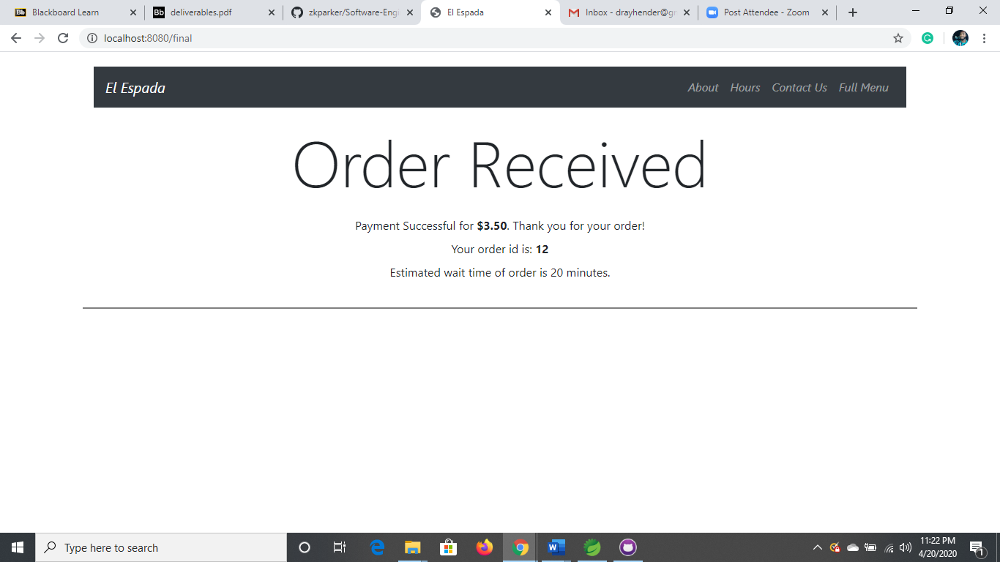 Blackboard Learn
Bb deliverables.pdf
zkparker/Software-Engi
El Espada
Inbox - drayhender@gm
Post Attendee - Zoom
localhost:8080/final
El Espada
About Hours Contact Us Full Menu
Order Received
Payment Successful for $3.50. Thank you for your order!
Your order id is: 12
Estimated wait time of order is 20 minutes.
Type here to search
11:22 PM
4/20/2020
1